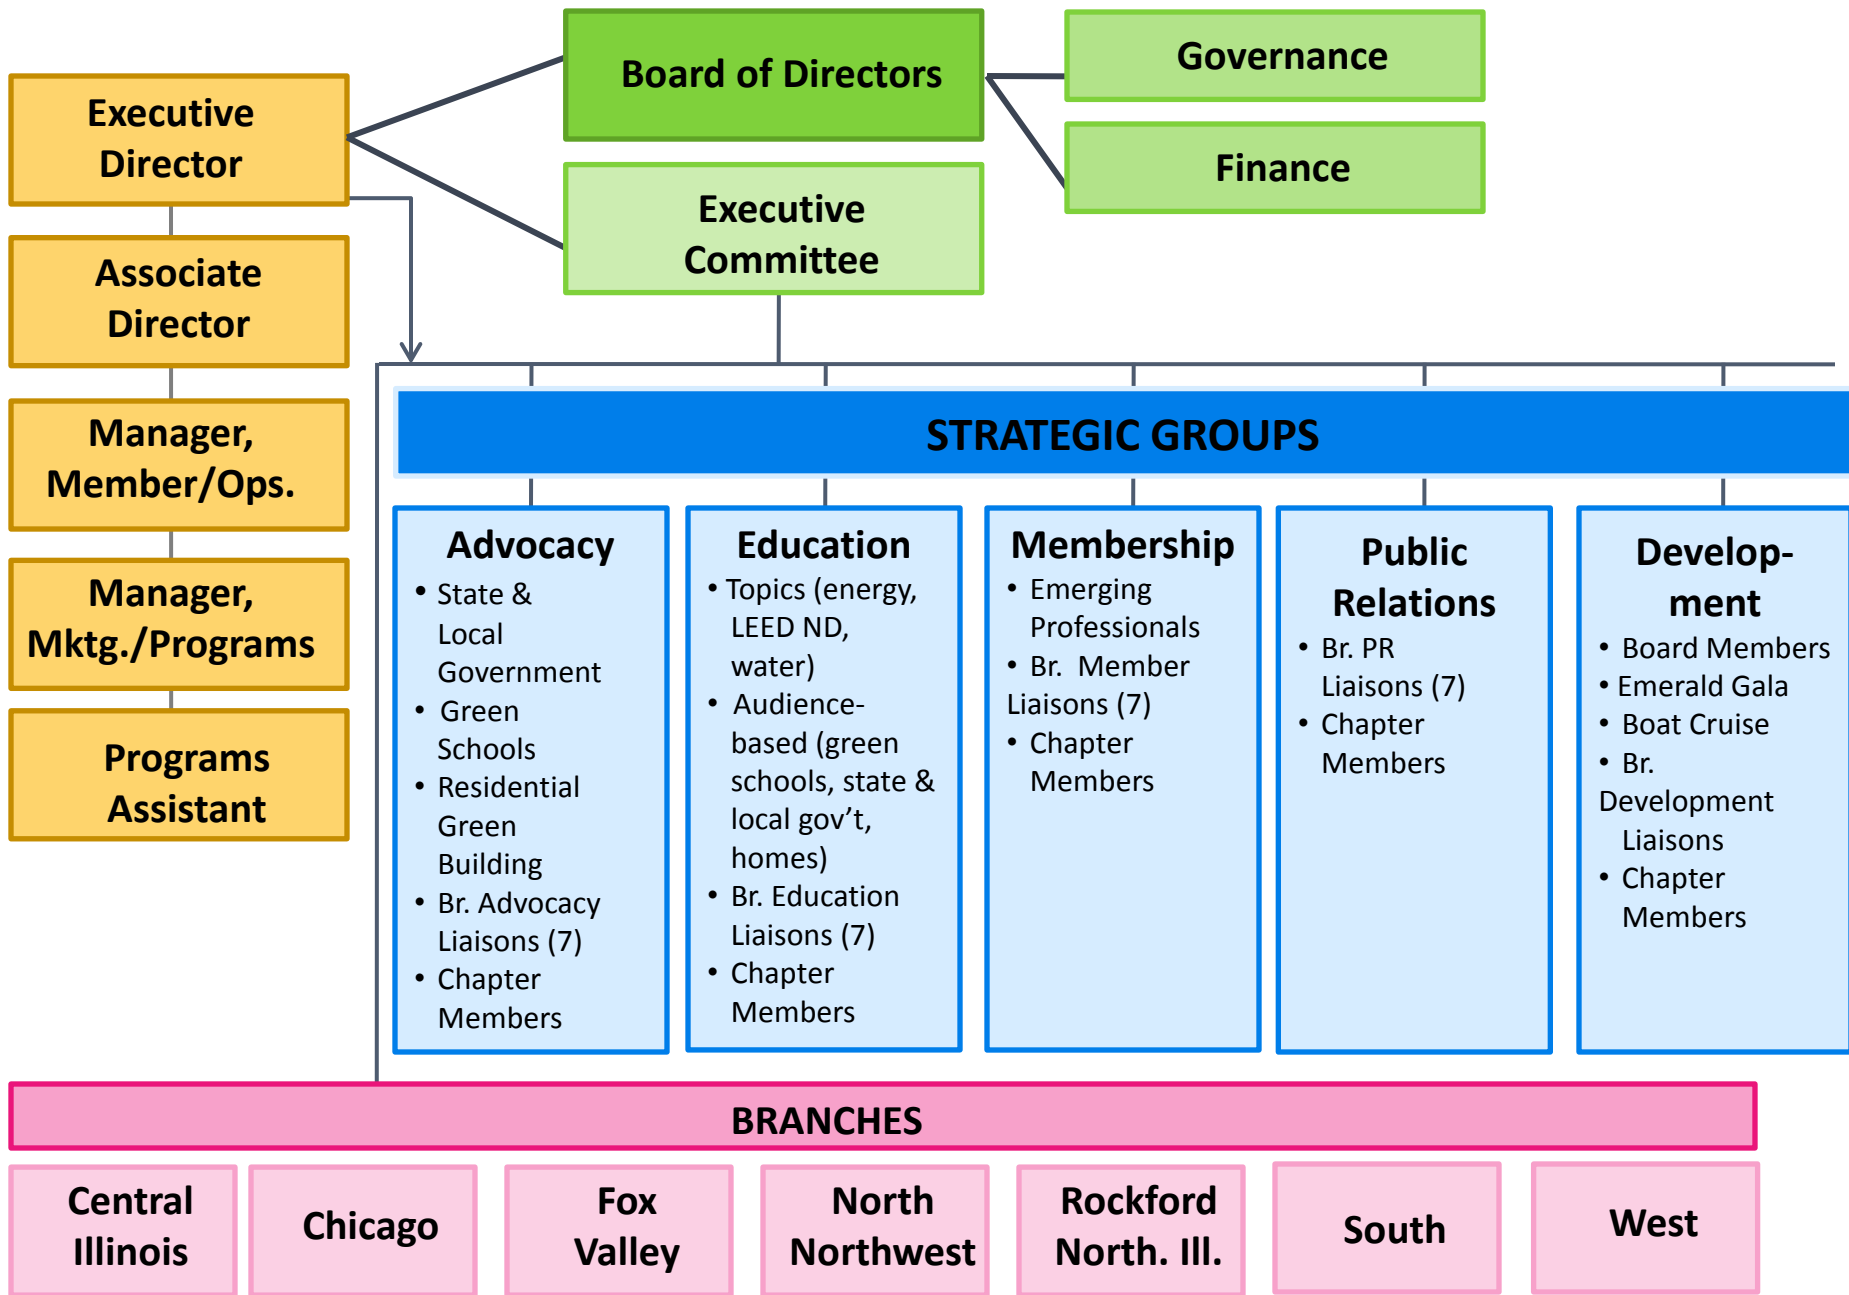 Board of Directors
Governance
Finance
Executive
Director
Executive
Committee
Associate
Director
Manager,
Member/Ops.
Manager,
Mktg./Programs
Programs
Assistant
STRATEGIC GROUPS
Advocacy
• State &
Local
Government
• Green
Schools
• Residential
Green
Building
• Br. Advocacy
Liaisons (7)
• Chapter
Members
Education
• Topics (energy,
LEED ND,
water)
• Audience-
based (green
schools, state &
local gov’t,
homes)
• Br. Education
Liaisons (7)
• Chapter
Members
Membership
• Emerging
Professionals
• Br. Member
Liaisons (7)
• Chapter
Members
Public
Relations
• Br. PR
Liaisons (7)
• Chapter
Members
Develop-
ment
• Board Members
• Emerald Gala
• Boat Cruise
• Br.
Development
Liaisons
• Chapter
Members
BRANCHES
Central
Illinois
Chicago
Fox
Valley
North
Northwest
Rockford
North. Ill.
South
West